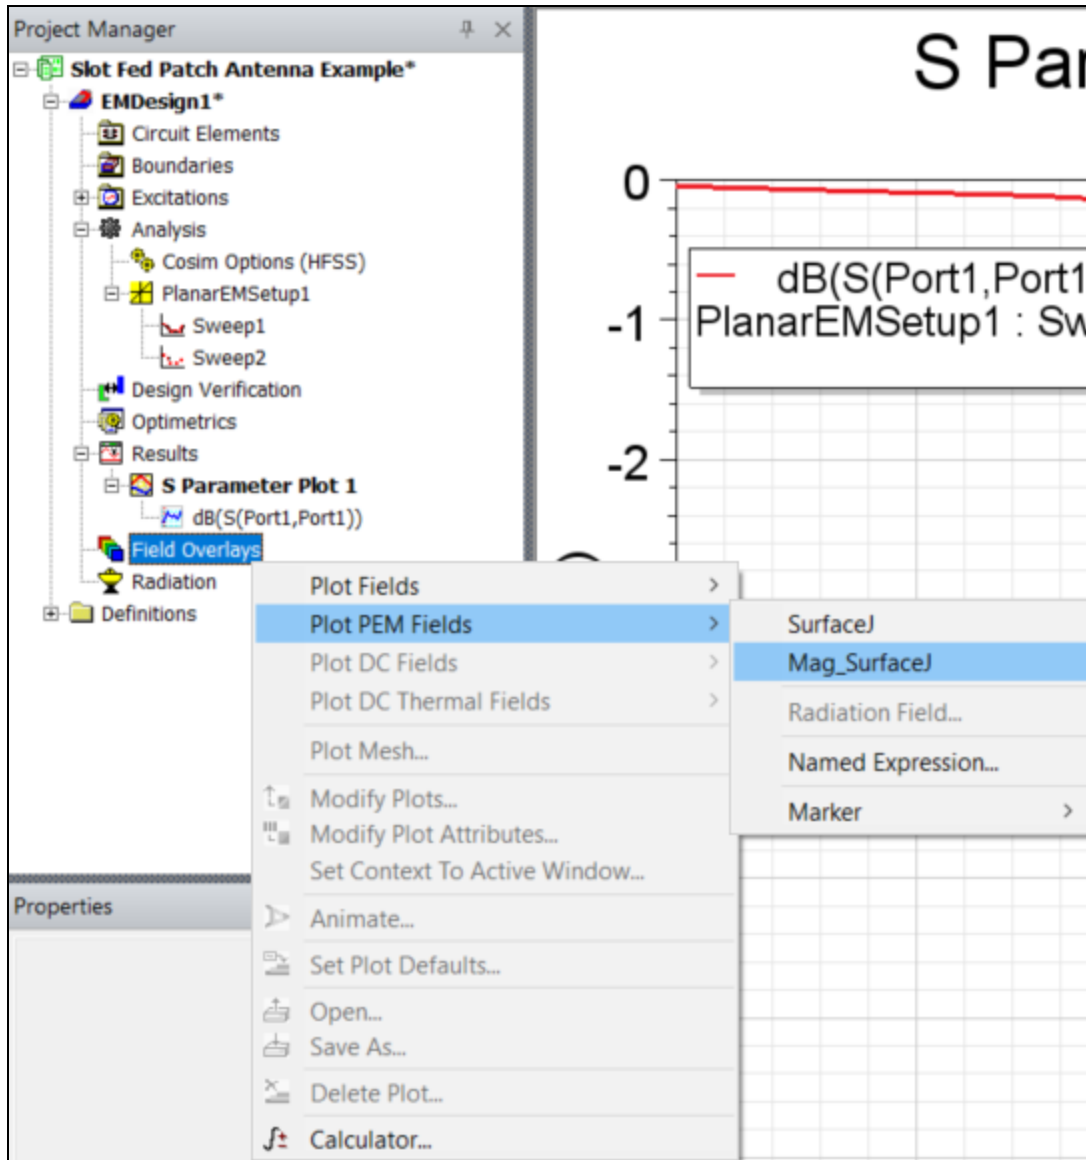 Project Manager
Slot Fed Patch Antenna Example*
EMDesign1*
Circuit Elements
Boundaries
Excitations
Analysis
Cosim Options (HFSS)
PlanarEMSetup1
Sweep1
Sweep2
Design Verification
Optimetrics
Results
S Parameter Plot 1
dB(S(Port1,Port1))
Field Overlays
Radiation
Definitions
Properties
Plot Fields
Plot PEM Fields
Plot DC Fields
Plot DC Thermal Fields
Plot Mesh...
Modify Plots...
Modify Plot Attributes...
Set Context To Active Window...
Animate...
Set Plot Defaults...
Open...
Save As...
Delete Plot...
Calculator...
SurfaceJ
Mag_SurfaceJ
Radiation Field...
Named Expression...
Marker
S Par
0
-1
-2
dB(S(Port1,Port1
PlanarEMSetup1 : Sw